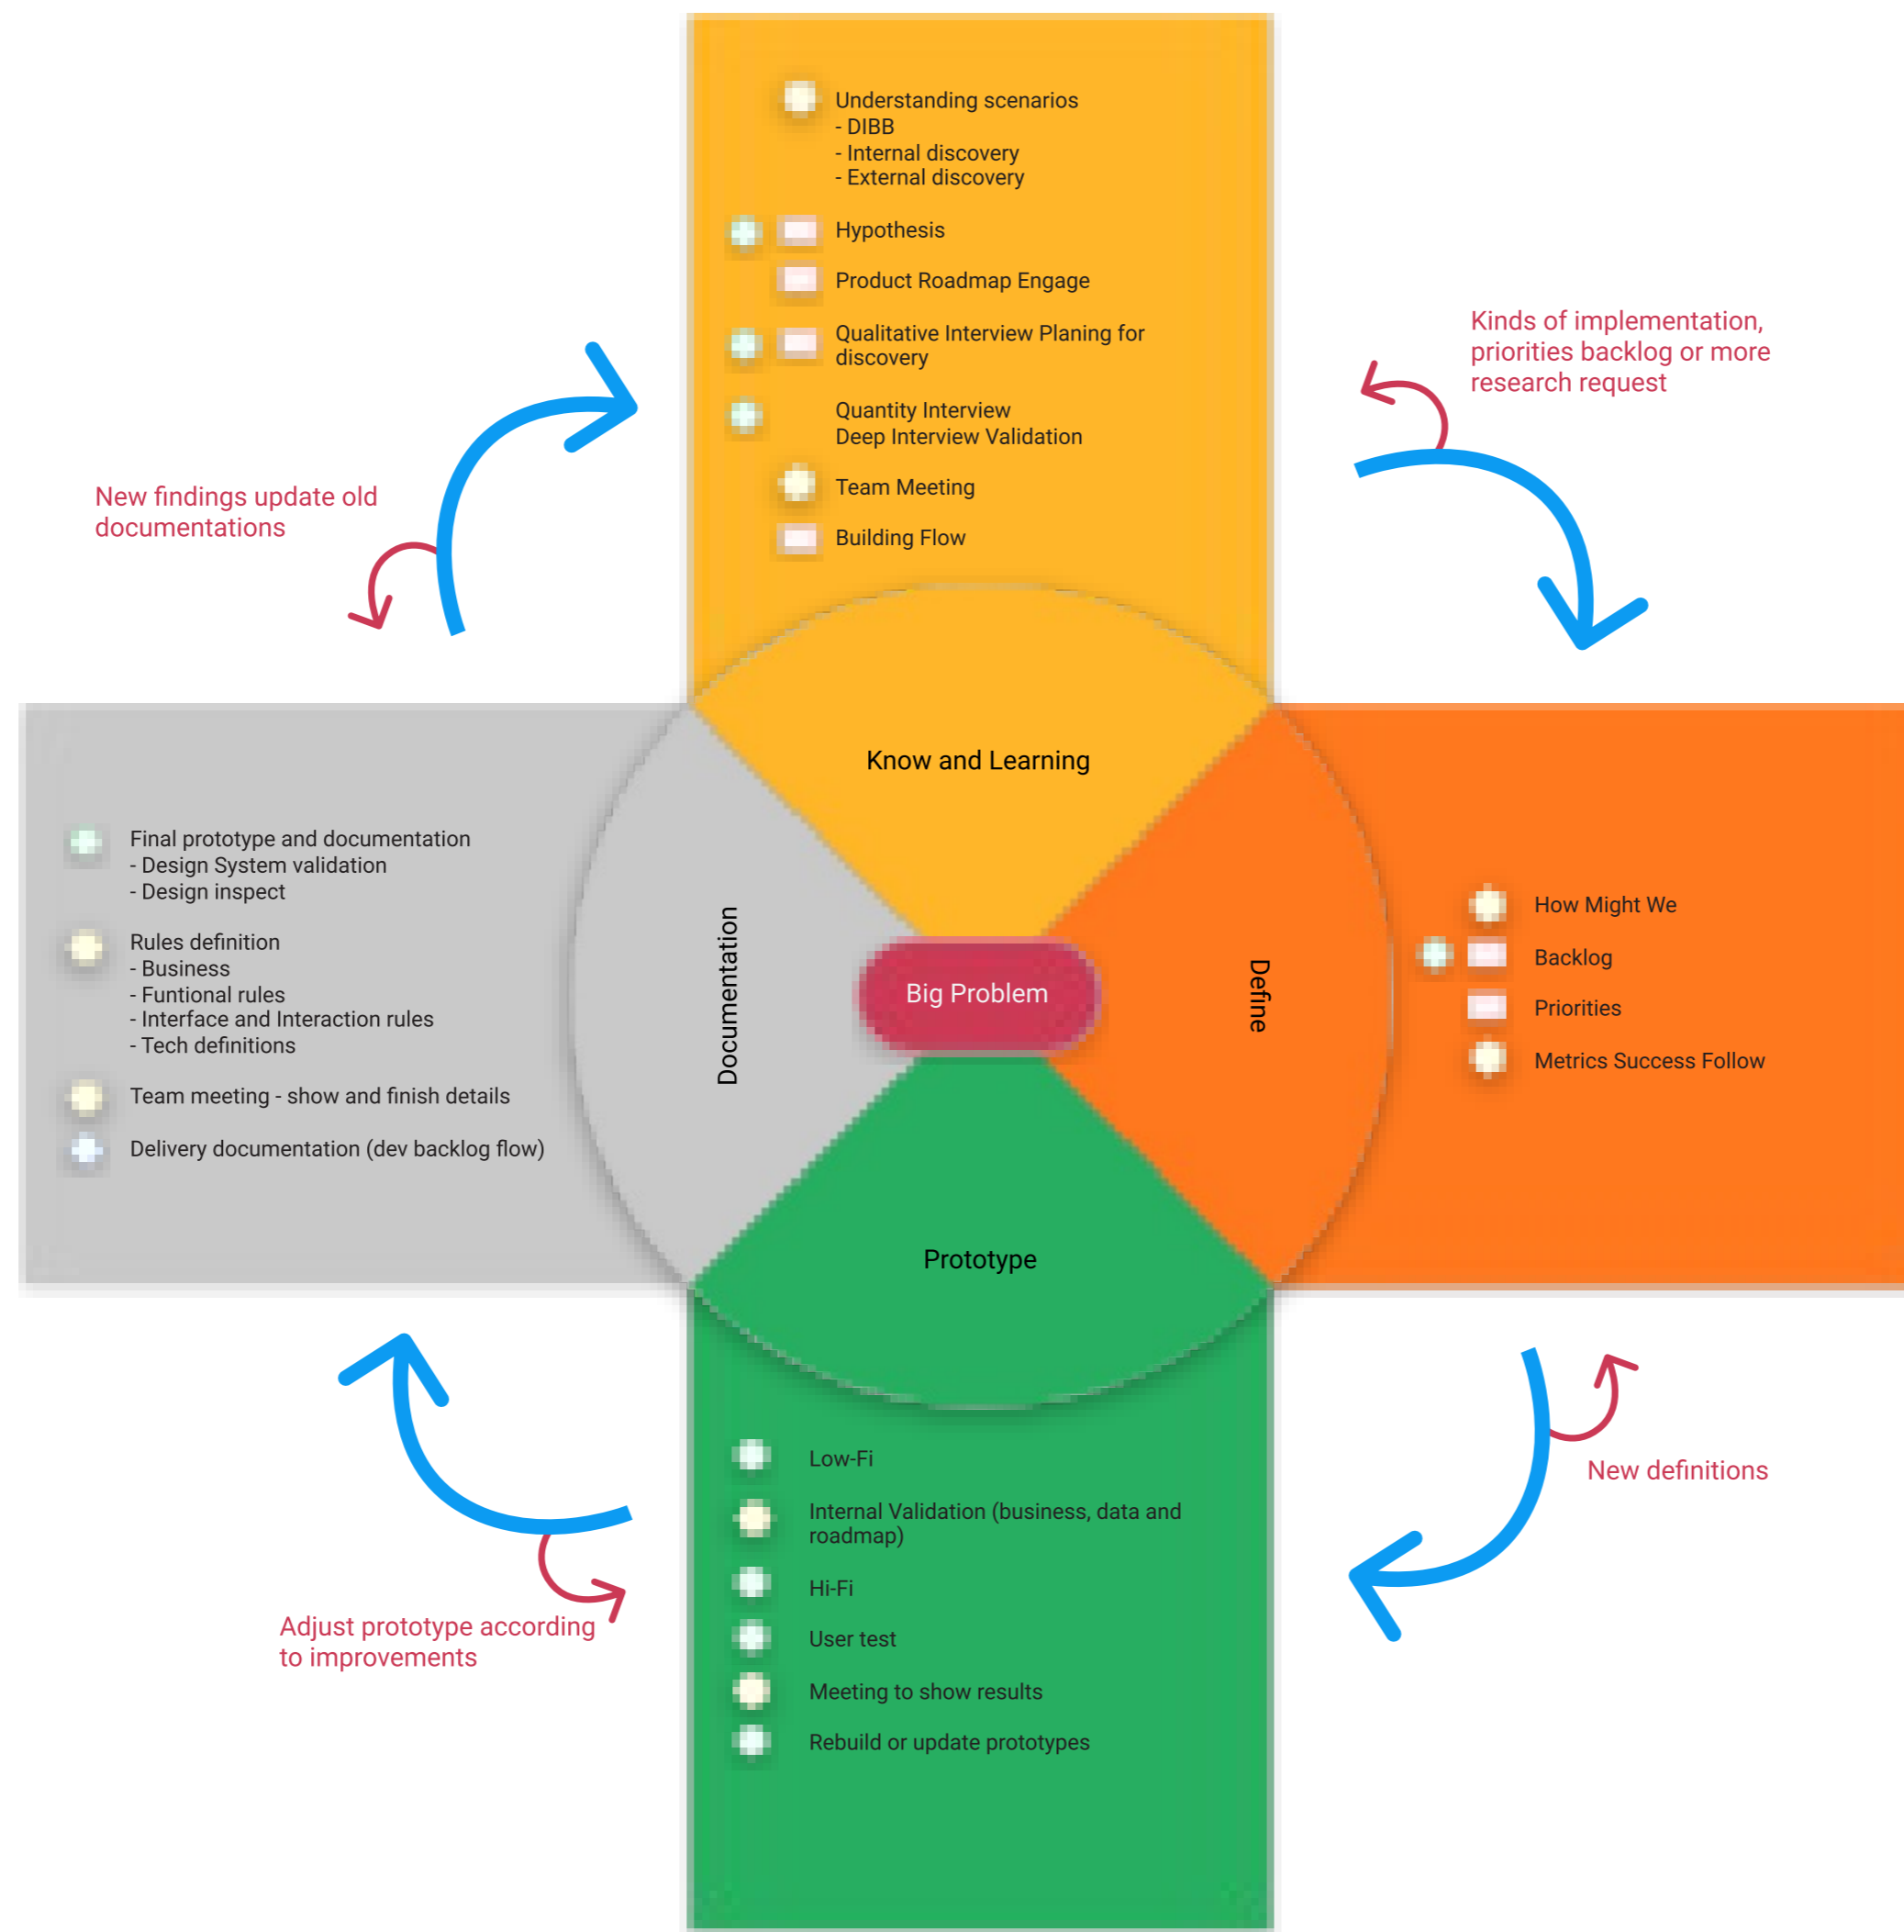 Understanding scenarios
- DIBB
- Internal discovery
- External discovery
Hypothesis
Product Roadmap Engage
Qualitative Interview Planing for
discovery
Quantity Interview
Deep Interview Validation
Team Meeting
Building Flow
Kinds of implementation,
priorities backlog or more
research request
New findings update old
documentations
Know and Learning
Final prototype and documentation
- Design System validation
- Design inspect
Rules definition
- Business
- Funtional rules
- Interface and Interaction rules
- Tech definitions
Team meeting - show and finish details
Delivery documentation (dev backlog flow)
Documentation
Big Problem
Define
How Might We
Backlog
Priorities
Metrics Success Follow
Prototype
Low-Fi
Internal Validation (business, data and
roadmap)
Hi-Fi
User test
Meeting to show results
Rebuild or update prototypes
New definitions
Adjust prototype according
to improvements